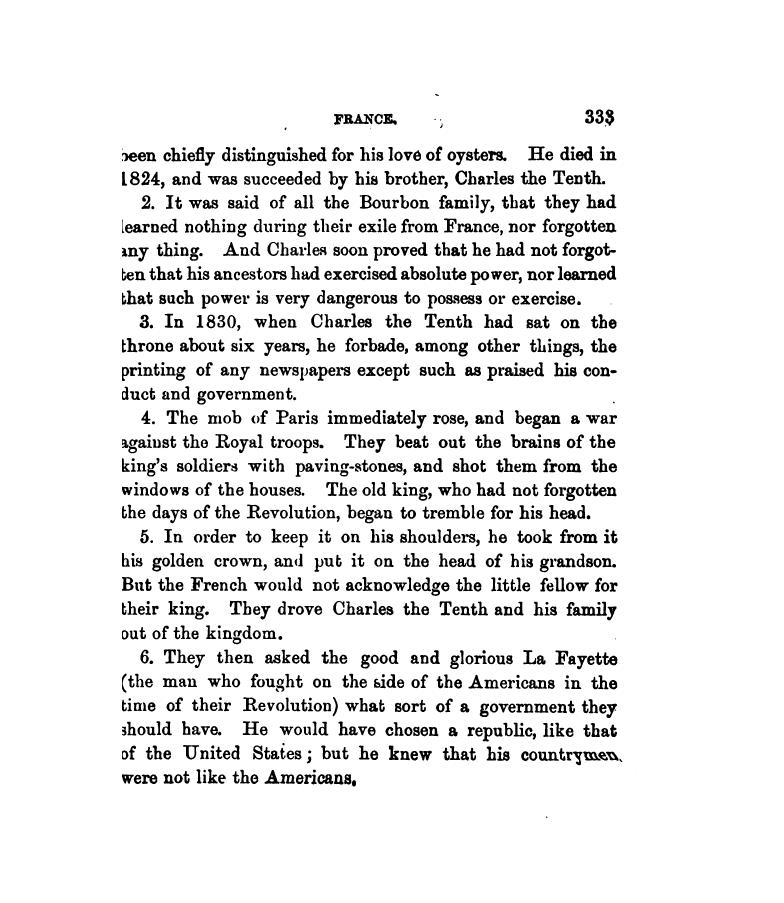 FRANCE. 333
been chiefly distinguished for his love of oysters. He died in
1824, and was succeeded by his brother, Charles the Tenth.
2. It was said of all the Bourbon family, that they had
learned nothing during their exile from France, nor forgotten
any thing. And Charles soon proved that he had not forgot-
ten that his ancestors had exercised absolute power, nor learned
that such power is very dangerous to possess or exercise.
3. In 1830, when Charles the Tenth had sat on the
throne about six years, he forbade, among other things, the
printing of any newspapers except such as praised his con-
duct and government.
4. The mob of Paris immediately rose, and began a war
against the Royal troops. They beat out the brains of the
king's soldiers with paving-stones, and shot them from the
windows of the houses. The old king, who had not forgotten
the days of the Revolution, began to tremble for his head.
5. In order to keep it on his shoulders, he took from it
his golden crown, and put it on the head of his grandson.
But the French would not acknowledge the little fellow for
their king. They drove Charles the Tenth and his family
out of the kingdom.
6. They then asked the good and glorious La Fayette
(the man who fought on the side of the Americans in the
time of their Revolution) what sort of a government they
should have. He would have chosen a republic, like that
of the United States; but he knew that his countrymen
were not like the Americans.